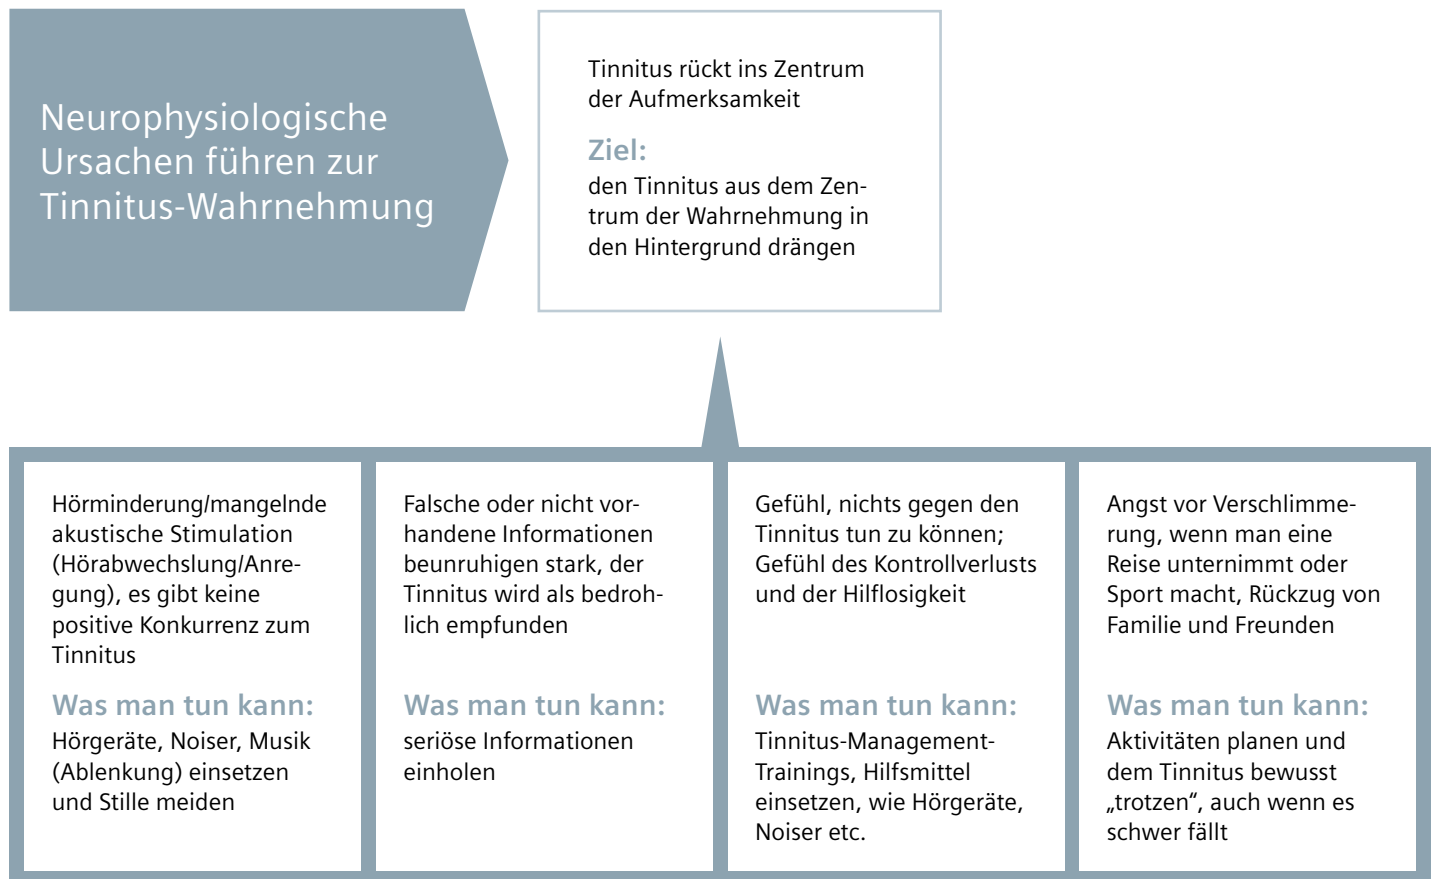 Neurophysiologische
Ursachen führen zur
Tinnitus-Wahrnehmung
Tinnitus rückt ins Zentrum
der Aufmerksamkeit
Ziel:
den Tinnitus aus dem Zen-
trum der Wahrnehmung in
den Hintergrund drängen
Hörminderung/mangelnde
akustische Stimulation
(Hörabwechslung/Anre-
gung), es gibt keine
positive Konkurrenz zum
Tinnitus
Was man tun kann:
Hörgeräte, Noiser, Musik
(Ablenkung) einsetzen
und Stille meiden
Falsche oder nicht vor-
handene Informationen
beunruhigen stark, der
Tinnitus wird als bedroh-
lich empfunden
Was man tun kann:
seriöse Informationen
einholen
Gefühl, nichts gegen den
Tinnitus tun zu können;
Gefühl des Kontrollverlusts
und der Hilflosigkeit
Was man tun kann:
Tinnitus-Management-
Trainings, Hilfsmittel
einsetzen, wie Hörgeräte,
Noiser etc.
Angst vor Verschlimme-
rung, wenn man eine
Reise unternimmt oder
Sport macht, Rückzug von
Familie und Freunden
Was man tun kann:
Aktivitäten planen und
dem Tinnitus bewusst
„trotzen“, auch wenn es
schwer fällt